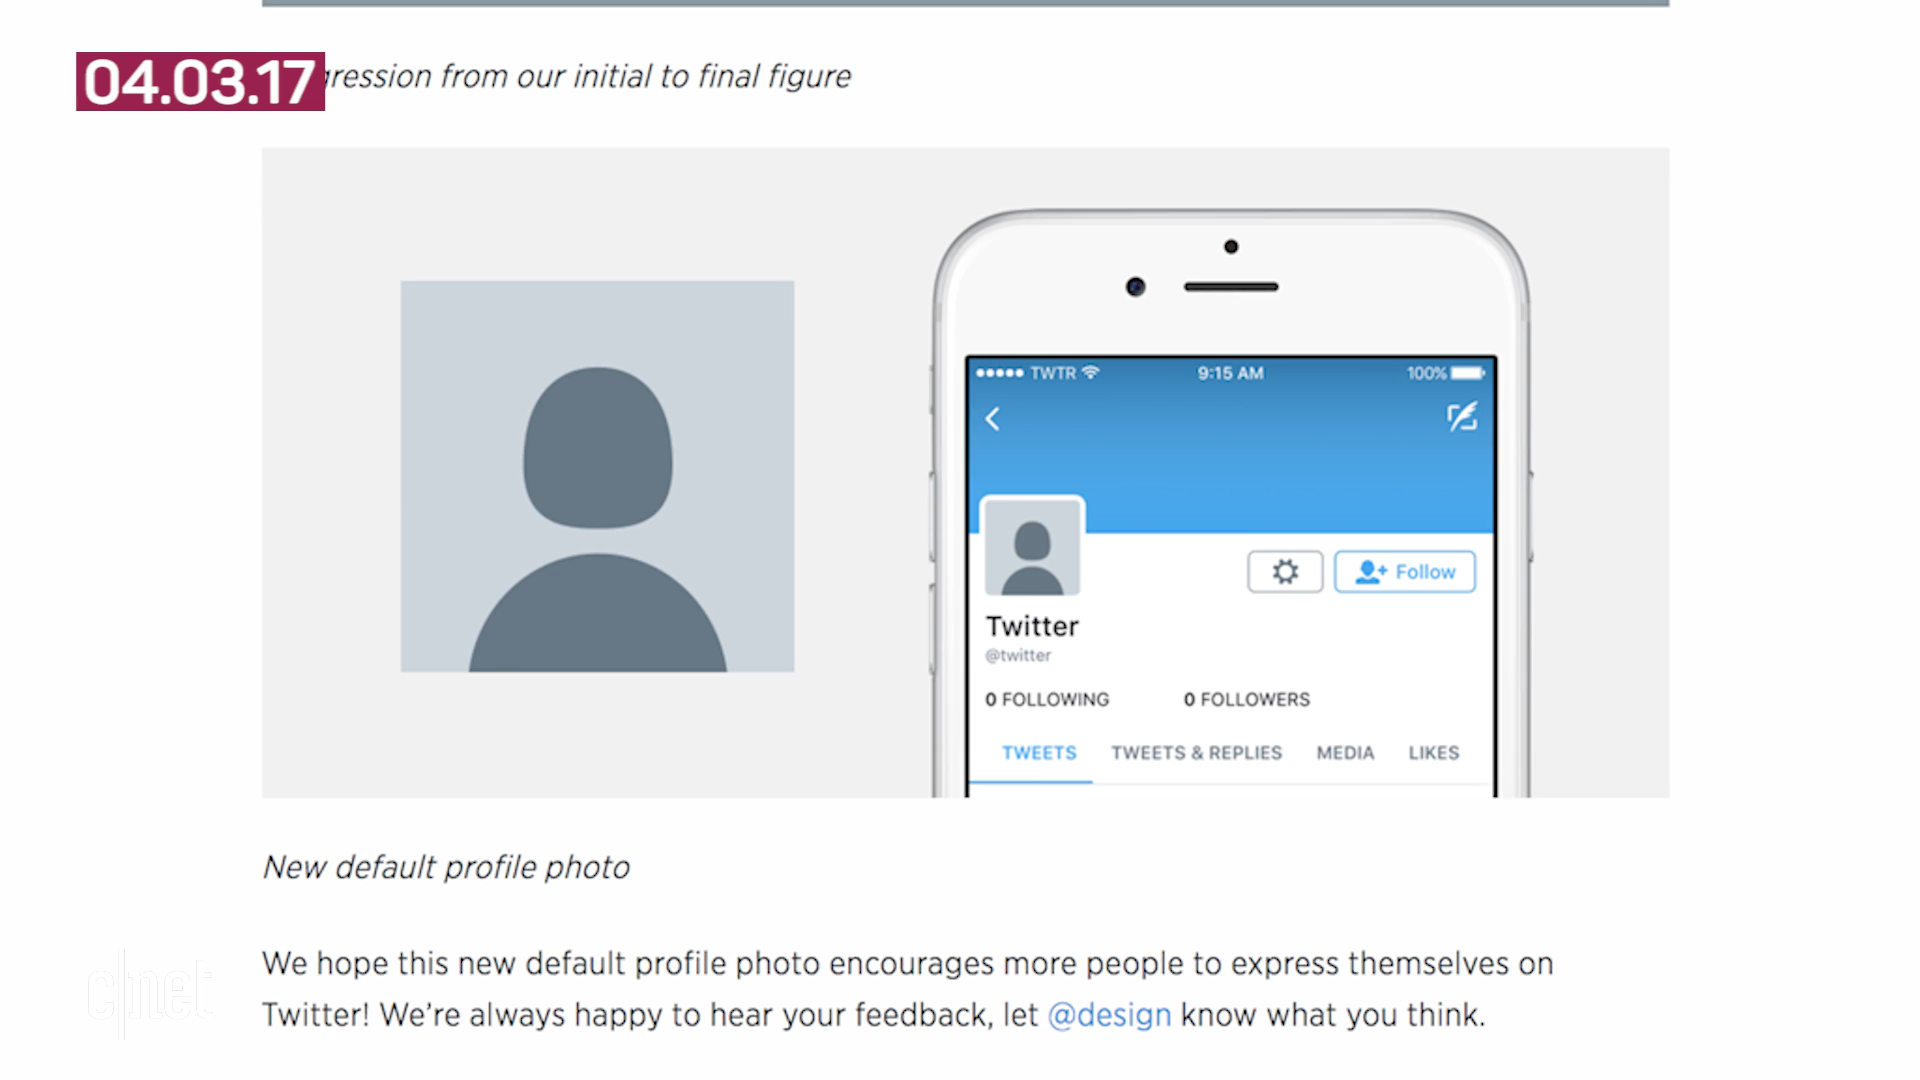 04.03.17
gression from our initial to final figure
TWTR
9:15 AM
100%
Follow
Twitter
@twitter
0 FOLLOWING 0 FOLLOWERS
TWEETS TWEETS & REPLIES MEDIA LIKES
New default profile photo
We hope this new default profile photo encourages more people to express themselves on
Twitter! We’re always happy to hear your feedback, let @design know what you think.
c|net